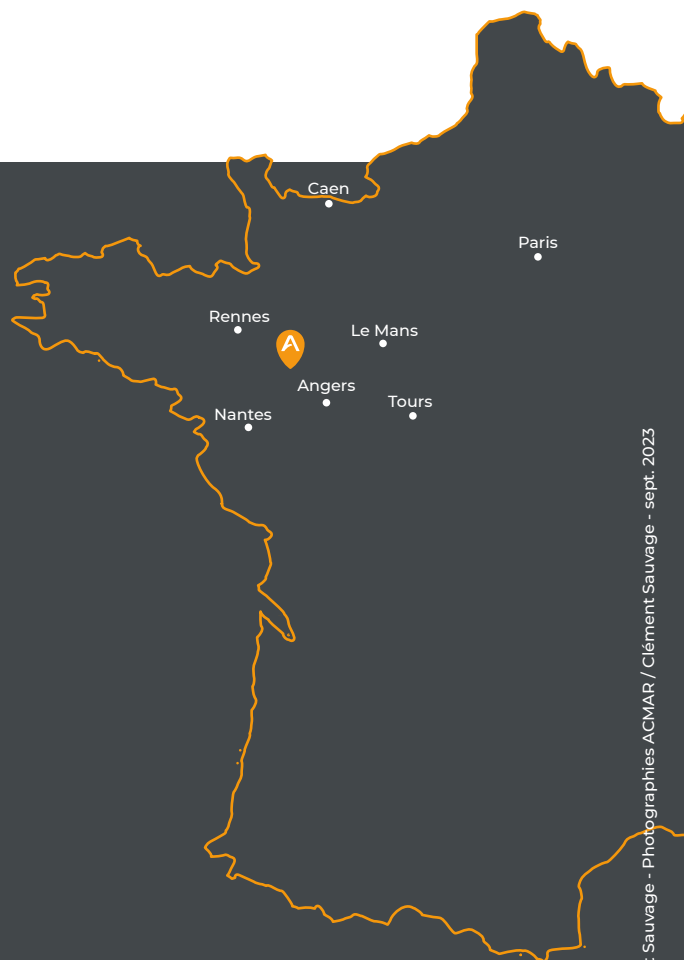 Caen
Paris
Rennes
A
Le Mans
Angers
Tours
Nantes
Sauvage - Photographies ACMAR / Clément Sauvage - sept. 2023